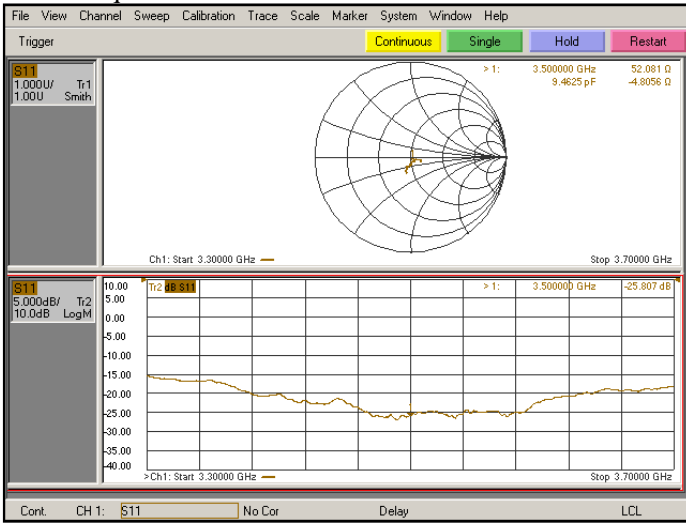 File View Channel Sweep Calibration Trace Scale Marker System Window Help
Trigger Continuous Single Hold Restart
S11
1.000U/ Tr1
1.00U Smith
> 1: 3.500000 GHz 52.081 Ω
9.4625 pF -4.8056 Ω
Ch1: Start 3.30000 GHz Stop 3.70000 GHz
S11
5.000dB/ Tr2
10.0dB LogM
Tr2 dB S11 > 1: 3.500000 GHz -25.807 dB
10.00
5.00
0.00
-5.00
-10.00
-15.00
-20.00
-25.00
-30.00
-35.00
-40.00
>Ch1: Start 3.30000 GHz Stop 3.70000 GHz
Cont. CH 1: S11 No Cor Delay LCL